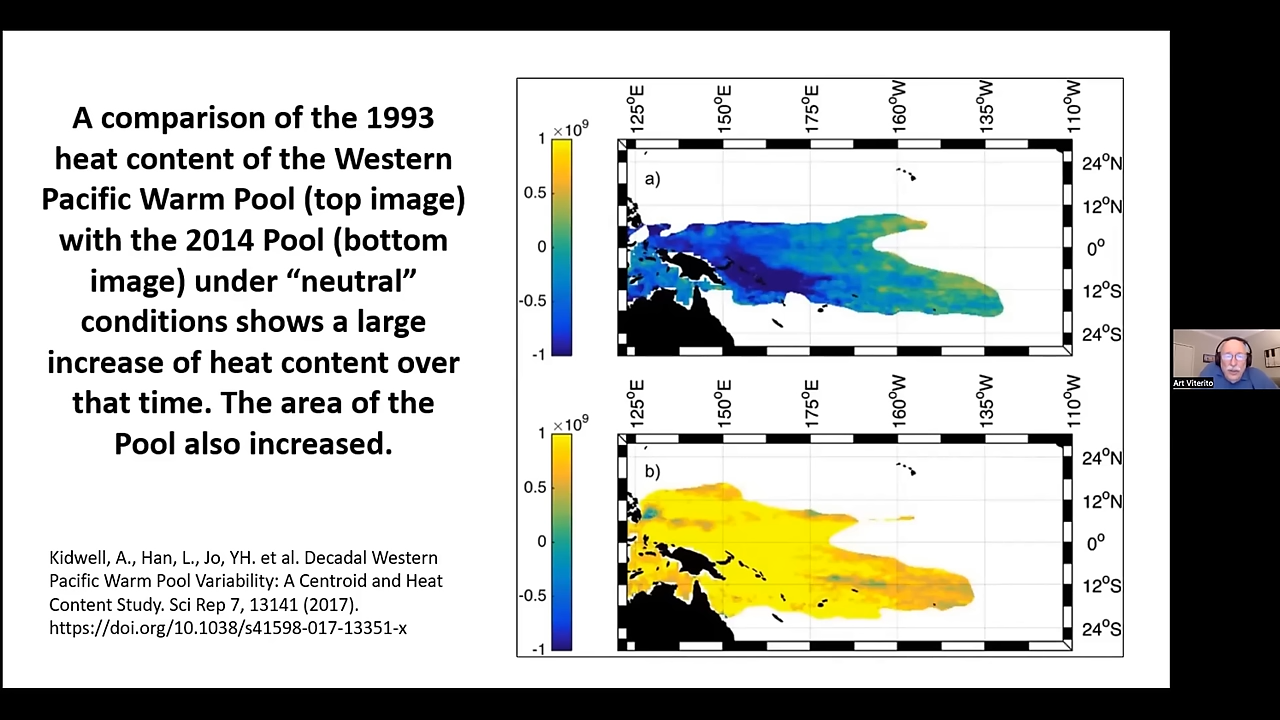 A comparison of the 1993
heat content of the Western
Pacific Warm Pool (top image)
with the 2014 Pool (bottom
image) under “neutral”
conditions shows a large
increase of heat content over
that time. The area of the
Pool also increased.
Kidwell, A., Han, L., Jo, YH. et al. Decadal Western
Pacific Warm Pool Variability: A Centroid and Heat
Content Study. Sci Rep 7, 13141 (2017).
https://doi.org/10.1038/s41598-017-13351-x
125°E 150°E 175°E 160°W 135°W 110°W
×10⁹
1
0.5
0
-0.5
-1
a)
24°N
12°N
0°
12°S
24°S
125°E 150°E 175°E 160°W 135°W 110°W
×10⁹
1
0.5
0
-0.5
-1
b)
24°N
12°N
0°
12°S
24°S
Art Viterito